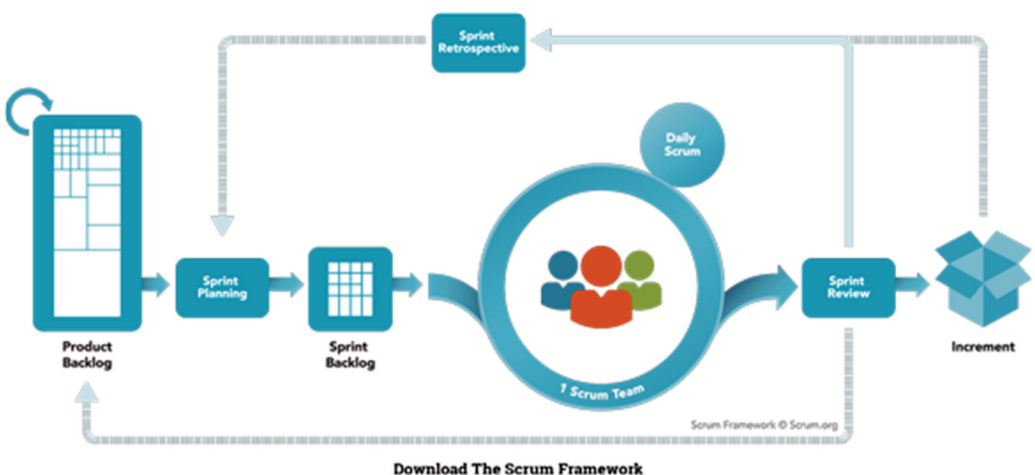 Sprint
Retrospective
Daily
Scrum
Sprint
Planning
Sprint
Review
Product
Backlog
Sprint
Backlog
Increment
1 Scrum Team
Scrum Framework © Scrum.org
Download The Scrum Framework